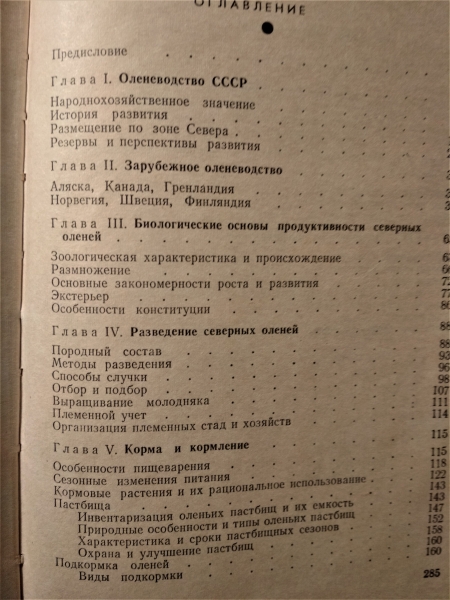 ОГЛАВЛЕНИЕ
Предисловие
Глава I. Оленеводство СССР
Народнохозяйственное значение
История развития
Размещение по зоне Севера
Резервы и перспективы развития
Глава II. Зарубежное оленеводство
Аляска, Канада, Гренландия
Норвегия, Швеция, Финляндия
Глава III. Биологические основы продуктивности северных
оленей
Зоологическая характеристика и происхождение
Размножение 66
Основные закономерности роста и развития 72
Экстерьер 77
Особенности конституции 80
Глава IV. Разведение северных оленей 88
Породный состав 88
Методы разведения 93
Способы случки 96
Отбор и подбор 98
Выращивание молодняка 107
Племенной учет 111
Организация племенных стад и хозяйств 114
Глава V. Корма и кормление 115
Особенности пищеварения 115
Сезонные изменения питания 118
Кормовые растения и их рациональное использование 122
Пастбища 143
Инвентаризация оленьих пастбищ и их емкость 143
Природные особенности и типы оленьих пастбищ 147
Характеристика и сроки пастбищных сезонов 152
Охрана и улучшение пастбищ 158
Подкормка оленей 160
Виды подкормки 160
285